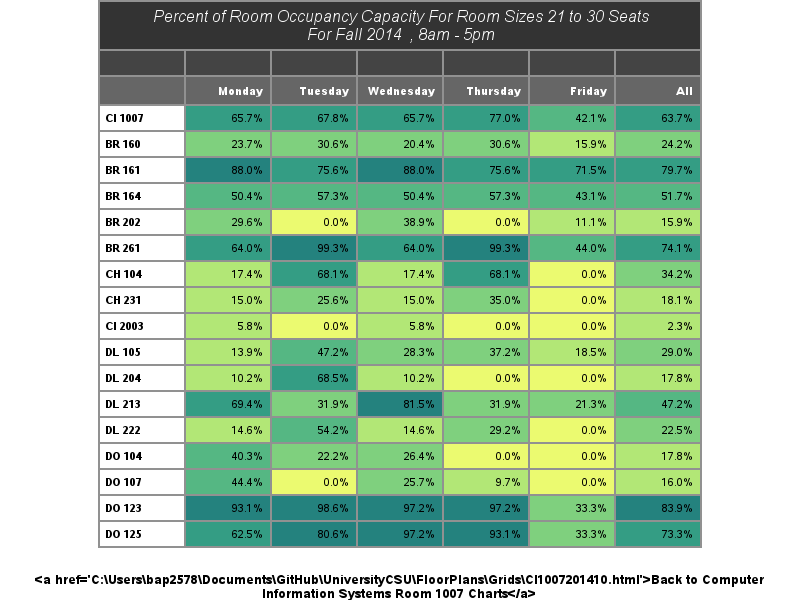 Percent of Room Occupancy Capacity For Room Sizes 21 to 30 Seats
For Fall 2014 , 8am - 5pm
Monday Tuesday Wednesday Thursday Friday All
CI 1007 65.7% 67.8% 65.7% 77.0% 42.1% 63.7%
BR 160 23.7% 30.6% 20.4% 30.6% 15.9% 24.2%
BR 161 88.0% 75.6% 88.0% 75.6% 71.5% 79.7%
BR 164 50.4% 57.3% 50.4% 57.3% 43.1% 51.7%
BR 202 29.6% 0.0% 38.9% 0.0% 11.1% 15.9%
BR 261 64.0% 99.3% 64.0% 99.3% 44.0% 74.1%
CH 104 17.4% 68.1% 17.4% 68.1% 0.0% 34.2%
CH 231 15.0% 25.6% 15.0% 35.0% 0.0% 18.1%
CI 2003 5.8% 0.0% 5.8% 0.0% 0.0% 2.3%
DL 105 13.9% 47.2% 28.3% 37.2% 18.5% 29.0%
DL 204 10.2% 68.5% 10.2% 0.0% 0.0% 17.8%
DL 213 69.4% 31.9% 81.5% 31.9% 21.3% 47.2%
DL 222 14.6% 54.2% 14.6% 29.2% 0.0% 22.5%
DO 104 40.3% 22.2% 26.4% 0.0% 0.0% 17.8%
DO 107 44.4% 0.0% 25.7% 9.7% 0.0% 16.0%
DO 123 93.1% 98.6% 97.2% 97.2% 33.3% 83.9%
DO 125 62.5% 80.6% 97.2% 93.1% 33.3% 73.3%
<a href='C:\Users\bap2578\Documents\GitHub\UniversityCSU\FloorPlans\Grids\CI1007201410.html'>Back to Computer
Information Systems Room 1007 Charts</a>